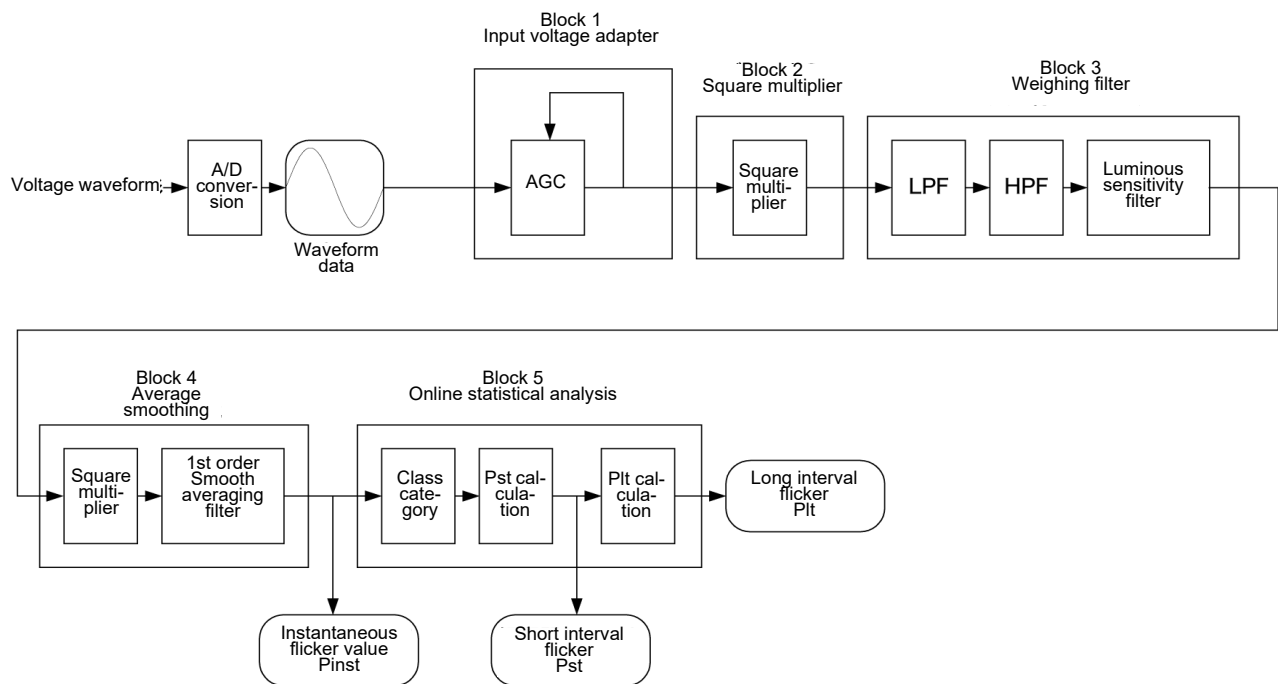 Block 1
Input voltage adapter
Block 2
Square multiplier
Block 3
Weighing filter
Voltage waveform
A/D
conver-
sion
Waveform
data
AGC
Square
multi-
plier
LPF
HPF
Luminous
sensitivity
filter
Block 4
Average
smoothing
Block 5
Online statistical analysis
Square
multi-
plier
1st order
Smooth
averaging
filter
Class
cate-
gory
Pst cal-
cula-
tion
Plt cal-
cula-
tion
Long interval
flicker
Plt
Instantaneous
flicker value
Pinst
Short interval
flicker
Pst